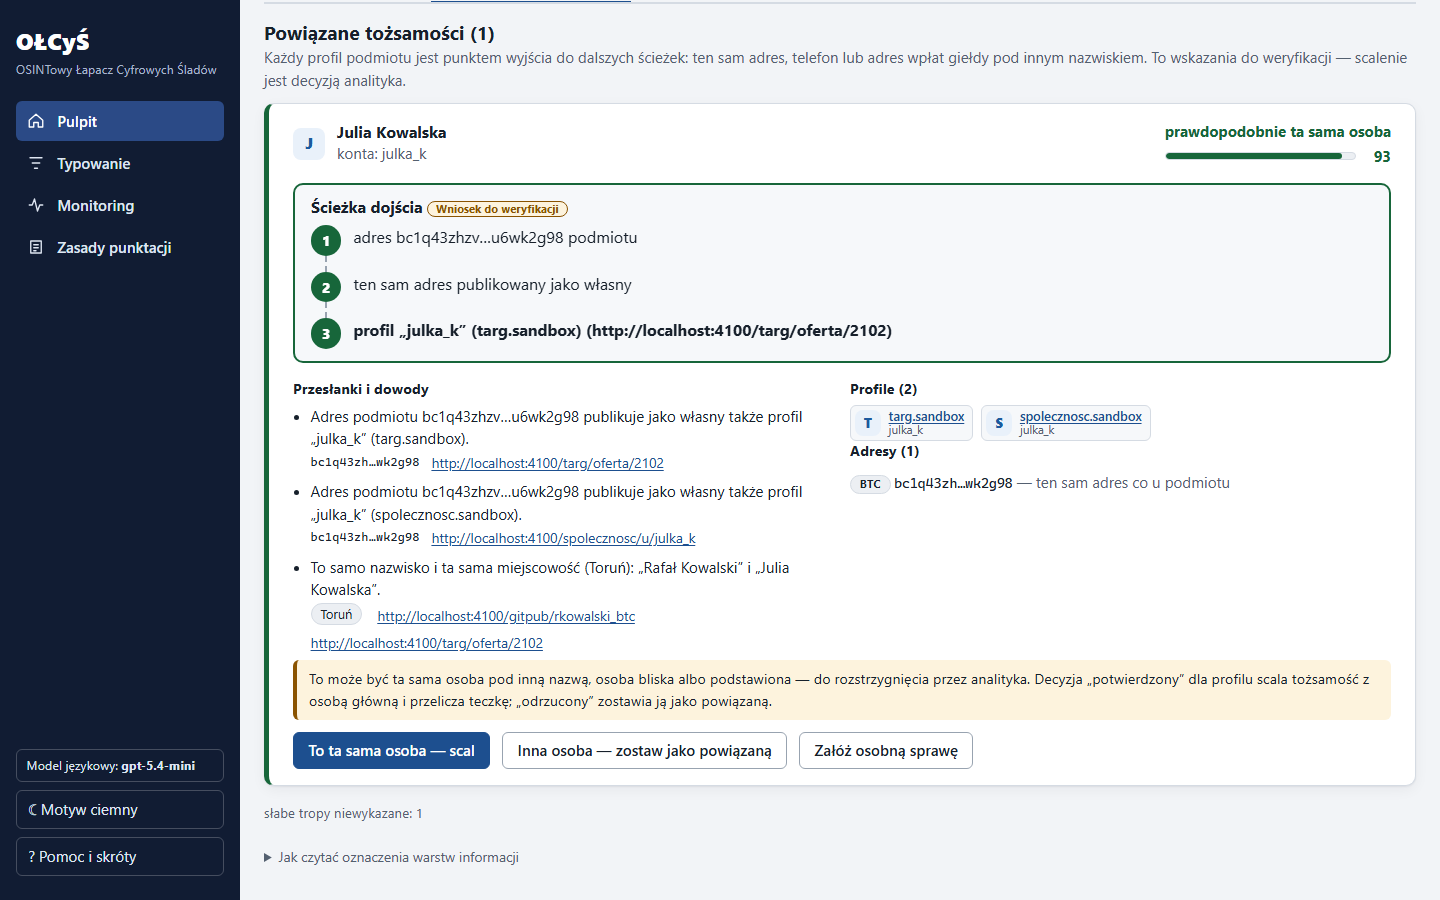 OŁCyŚ
OSINTowy Łapacz Cyfrowych Śladów
Pulpit
Typowanie
Monitoring
Zasady punktacji
Model językowy: gpt-5.4-mini
☾ Motyw ciemny
? Pomoc i skróty
Powiązane tożsamości (1)
Każdy profil podmiotu jest punktem wyjścia do dalszych ścieżek: ten sam adres, telefon lub adres wpłat giełdy pod innym nazwiskiem. To wskazania do weryfikacji — scalenie
jest decyzją analityka.
J
Julia Kowalska
konta: julka_k
prawdopodobnie ta sama osoba
93
Ścieżka dojścia Wniosek do weryfikacji
1 adres bc1q43zhzv…u6wk2g98 podmiotu
2 ten sam adres publikowany jako własny
3 profil „julka_k” (targ.sandbox) (http://localhost:4100/targ/oferta/2102)
Przesłanki i dowody
• Adres podmiotu bc1q43zhzv…u6wk2g98 publikuje jako własny także profil
„julka_k” (targ.sandbox).
bc1q43zh…wk2g98 http://localhost:4100/targ/oferta/2102
• Adres podmiotu bc1q43zhzv…u6wk2g98 publikuje jako własny także profil
„julka_k” (spolecznosc.sandbox).
bc1q43zh…wk2g98 http://localhost:4100/spolecznosc/u/julka_k
• To samo nazwisko i ta sama miejscowość (Toruń): „Rafał Kowalski” i „Julia
Kowalska”.
Toruń http://localhost:4100/gitpub/rkowalski_btc
http://localhost:4100/targ/oferta/2102
Profile (2)
T targ.sandbox
julka_k
S spolecznosc.sandbox
julka_k
Adresy (1)
BTC bc1q43zh…wk2g98 — ten sam adres co u podmiotu
To może być ta sama osoba pod inną nazwą, osoba bliska albo podstawiona — do rozstrzygnięcia przez analityka. Decyzja „potwierdzony” dla profilu scala tożsamość z
osobą główną i przelicza teczkę; „odrzucony” zostawia ją jako powiązaną.
To ta sama osoba — scal
Inna osoba — zostaw jako powiązaną
Załóż osobną sprawę
słabe tropy niewykazane: 1
▶ Jak czytać oznaczenia warstw informacji